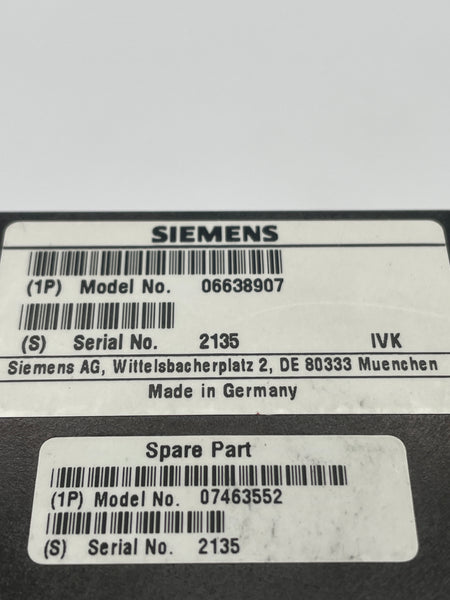 SIEMENS
(1P) Model No. 06638907
(S) Serial No. 2135 IVK
Siemens AG, Wittelsbacherplatz 2, DE 80333 Muenchen
Made in Germany
Spare Part
(1P) Model No. 07463552
(S) Serial No. 2135